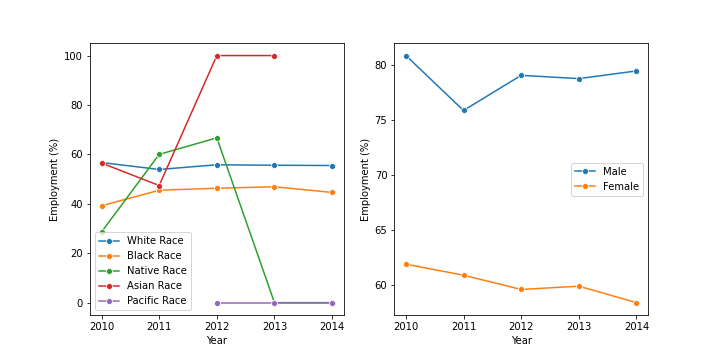 100
80
60
40
20
0
Employment (%)
White Race
Black Race
Native Race
Asian Race
Pacific Race
2010 2011 2012 2013 2014
Year
80
75
70
65
60
Employment (%)
Male
Female
2010 2011 2012 2013 2014
Year